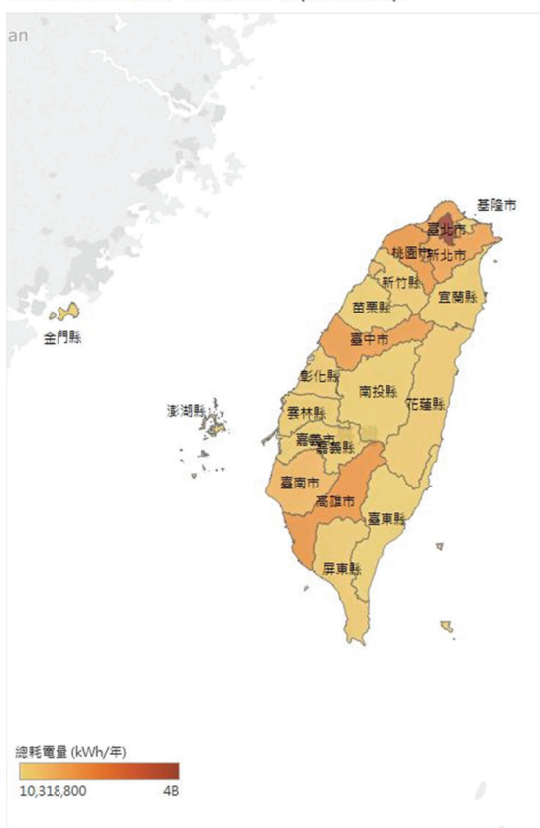 an
基隆市
臺北市
桃園市
新北市
新竹縣
宜蘭縣
苗栗縣
金門縣
臺中市
彰化縣
南投縣
澎湖縣
雲林縣
花蓮縣
嘉義市
嘉義縣
臺南市
高雄市
臺東縣
屏東縣
總耗電量 (kWh/年)
10,318,800 4B